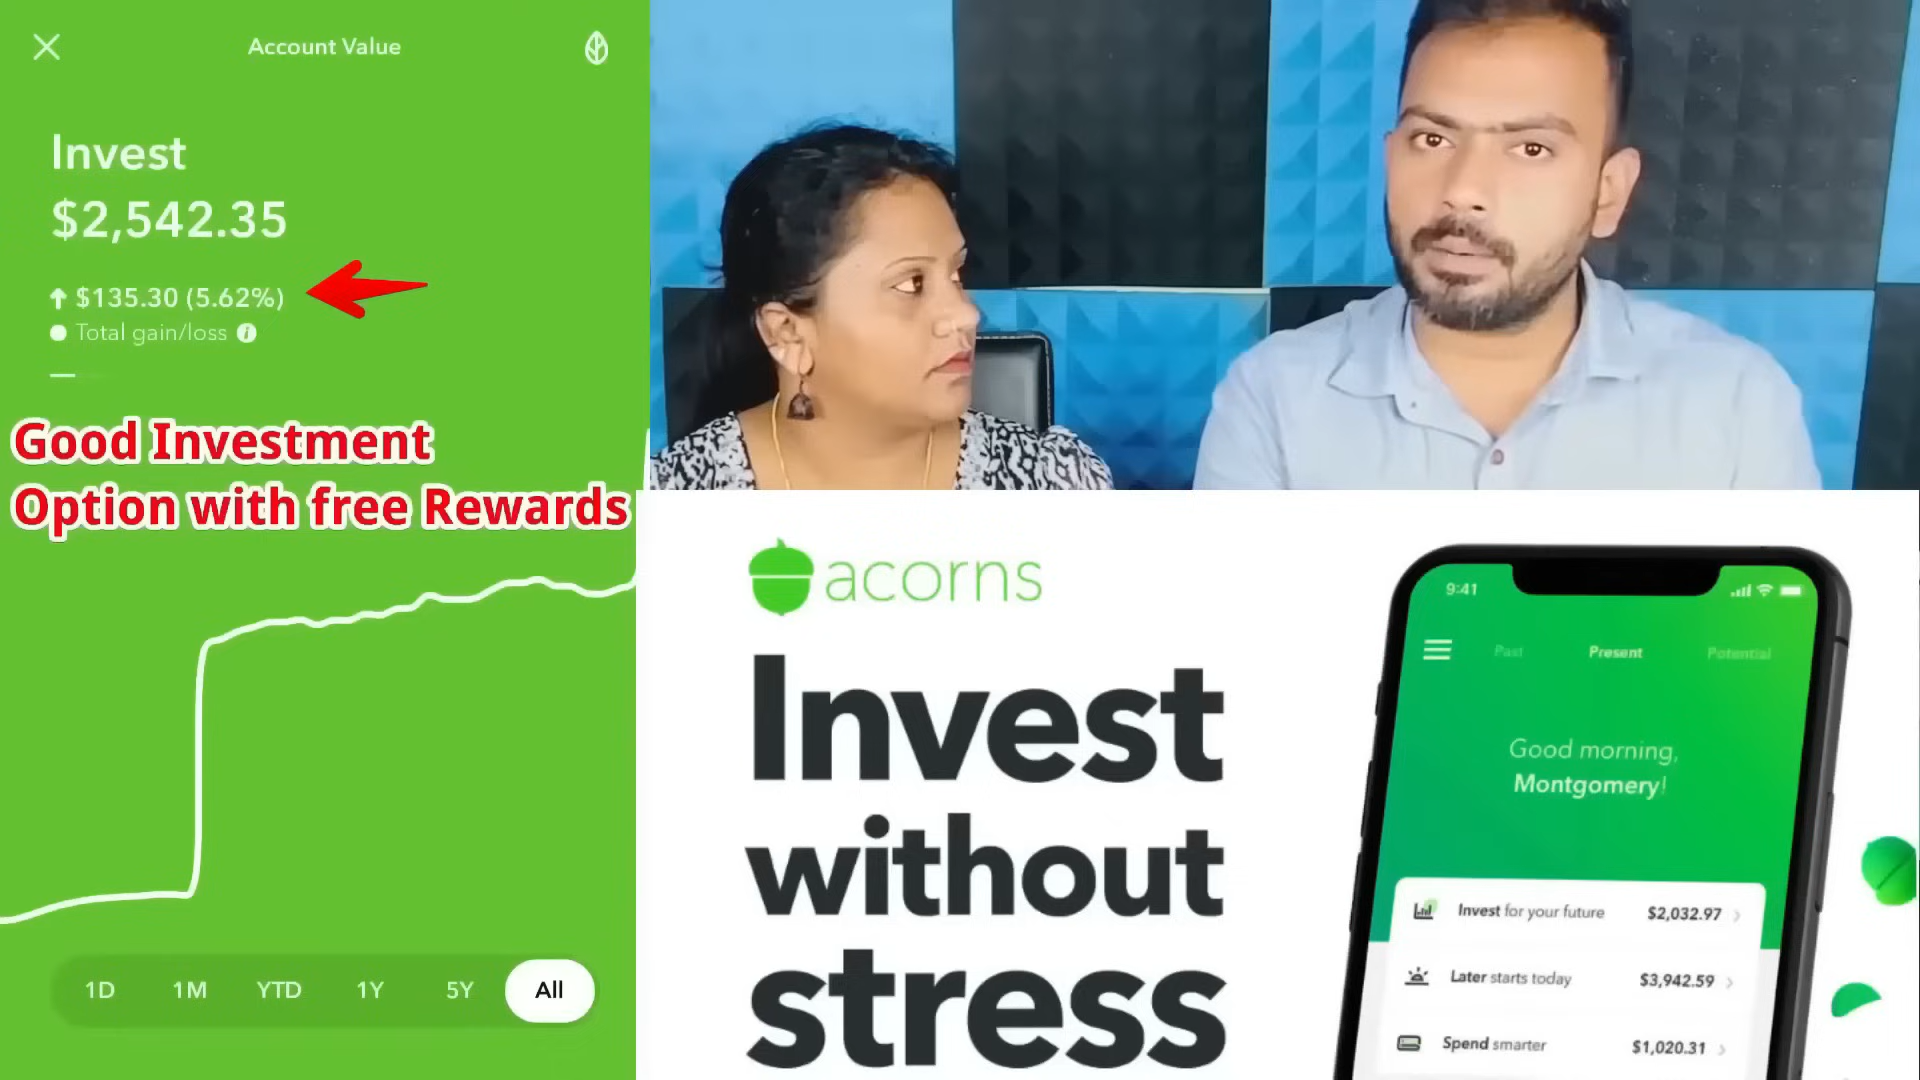 Account Value
Invest
$2,542.35
$135.30 (5.62%)
Total gain/loss
Good Investment
Option with free Rewards
1D 1M YTD 1Y 5Y All
acorns
Invest
without
stress
9:41
Past Present Potential
Good morning,
Montgomery!
Invest for your future $2,032.97
Later starts today $3,942.59
Spend smarter $1,020.31